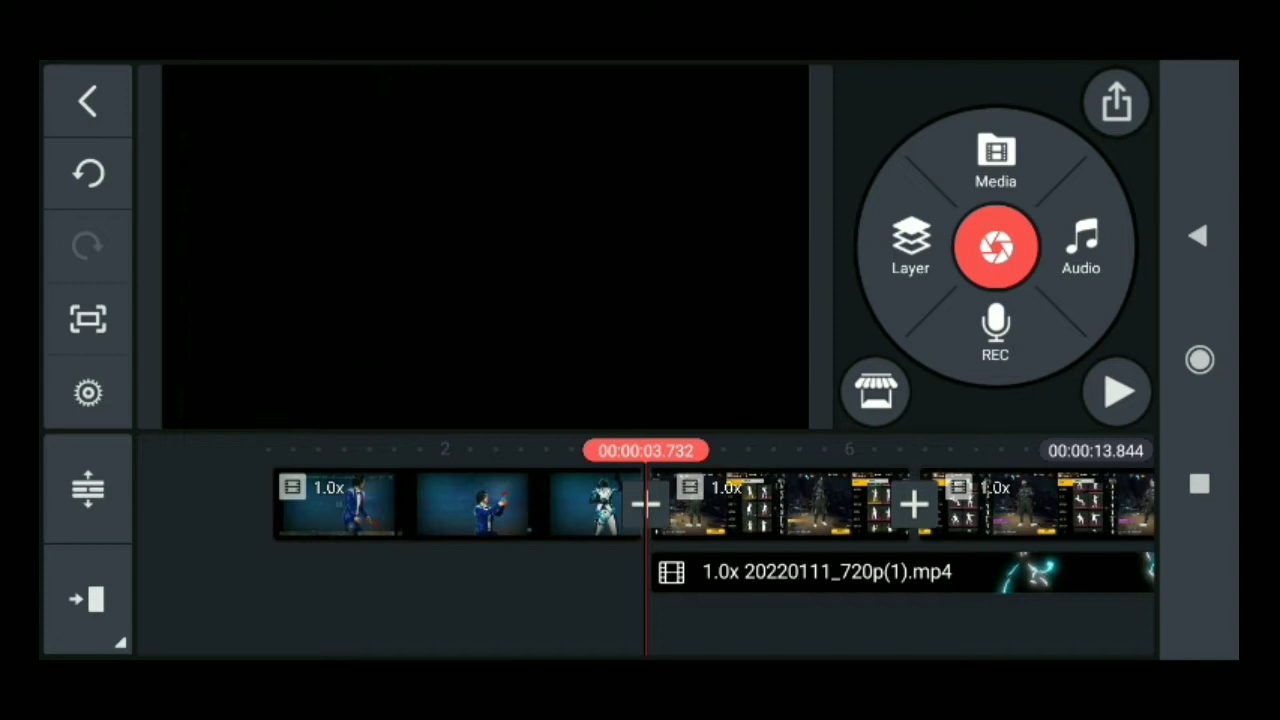 Media
Layer
Audio
REC
2
00:00:03.732
6
00:00:13.844
1.0x
1.0x
1.0x
1.0x 20220111_720p(1).mp4